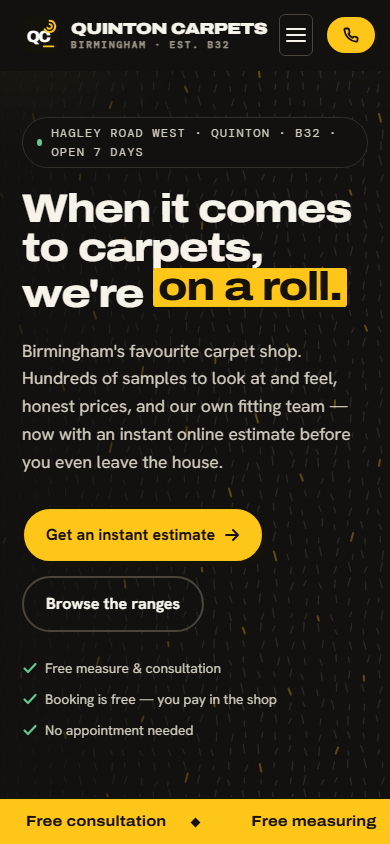 QC
QUINTON CARPETS
BIRMINGHAM · EST. B32
HAGLEY ROAD WEST · QUINTON · B32 ·
OPEN 7 DAYS
When it comes
to carpets,
we're on a roll.
Birmingham's favourite carpet shop.
Hundreds of samples to look at and feel,
honest prices, and our own fitting team —
now with an instant online estimate before
you even leave the house.
Get an instant estimate →
Browse the ranges
Free measure & consultation
Booking is free — you pay in the shop
No appointment needed
Free consultation ◆ Free measuring